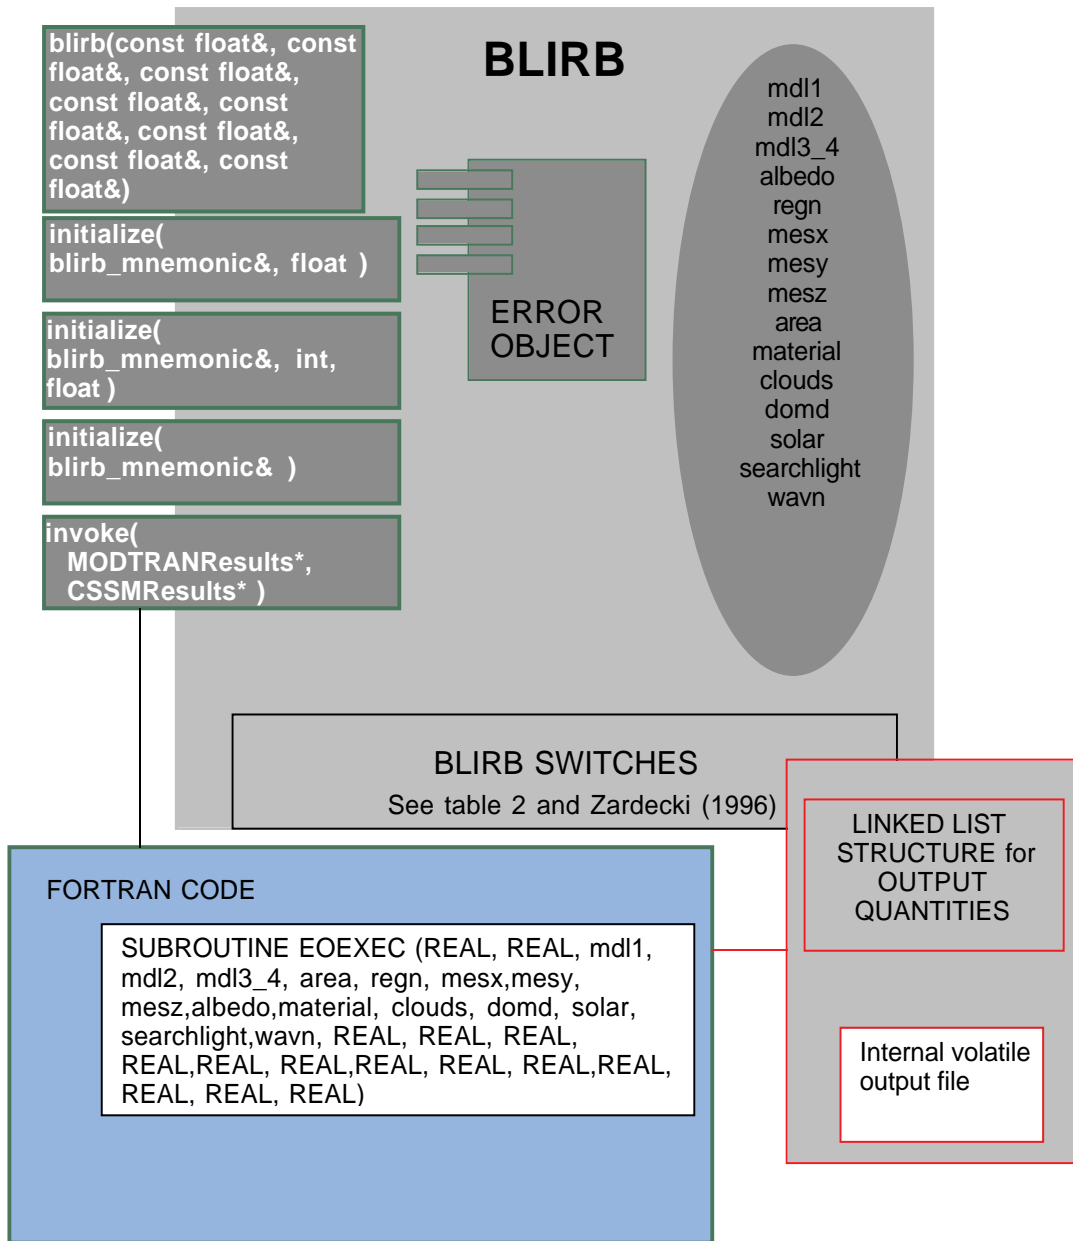 blirb(const float&, const
float&, const float&,
const float&, const
float&, const float&,
const float&, const
float&)
initialize(
blirb_mnemonic&, float )
initialize(
blirb_mnemonic&, int,
float )
initialize(
blirb_mnemonic& )
invoke(
MODTRANResults*,
CSSMResults* )
BLIRB
ERROR
OBJECT
mdl1
mdl2
mdl3_4
albedo
regn
mesx
mesy
mesz
area
material
clouds
domd
solar
searchlight
wavn
BLIRB SWITCHES
See table 2 and Zardecki (1996)
LINKED LIST
STRUCTURE for
OUTPUT
QUANTITIES
Internal volatile
output file
FORTRAN CODE
SUBROUTINE EOEXEC (REAL, REAL, mdl1,
mdl2, mdl3_4, area, regn, mesx,mesy,
mesz,albedo,material, clouds, domd, solar,
searchlight,wavn, REAL, REAL, REAL,
REAL,REAL, REAL,REAL, REAL, REAL,REAL,
REAL, REAL, REAL)